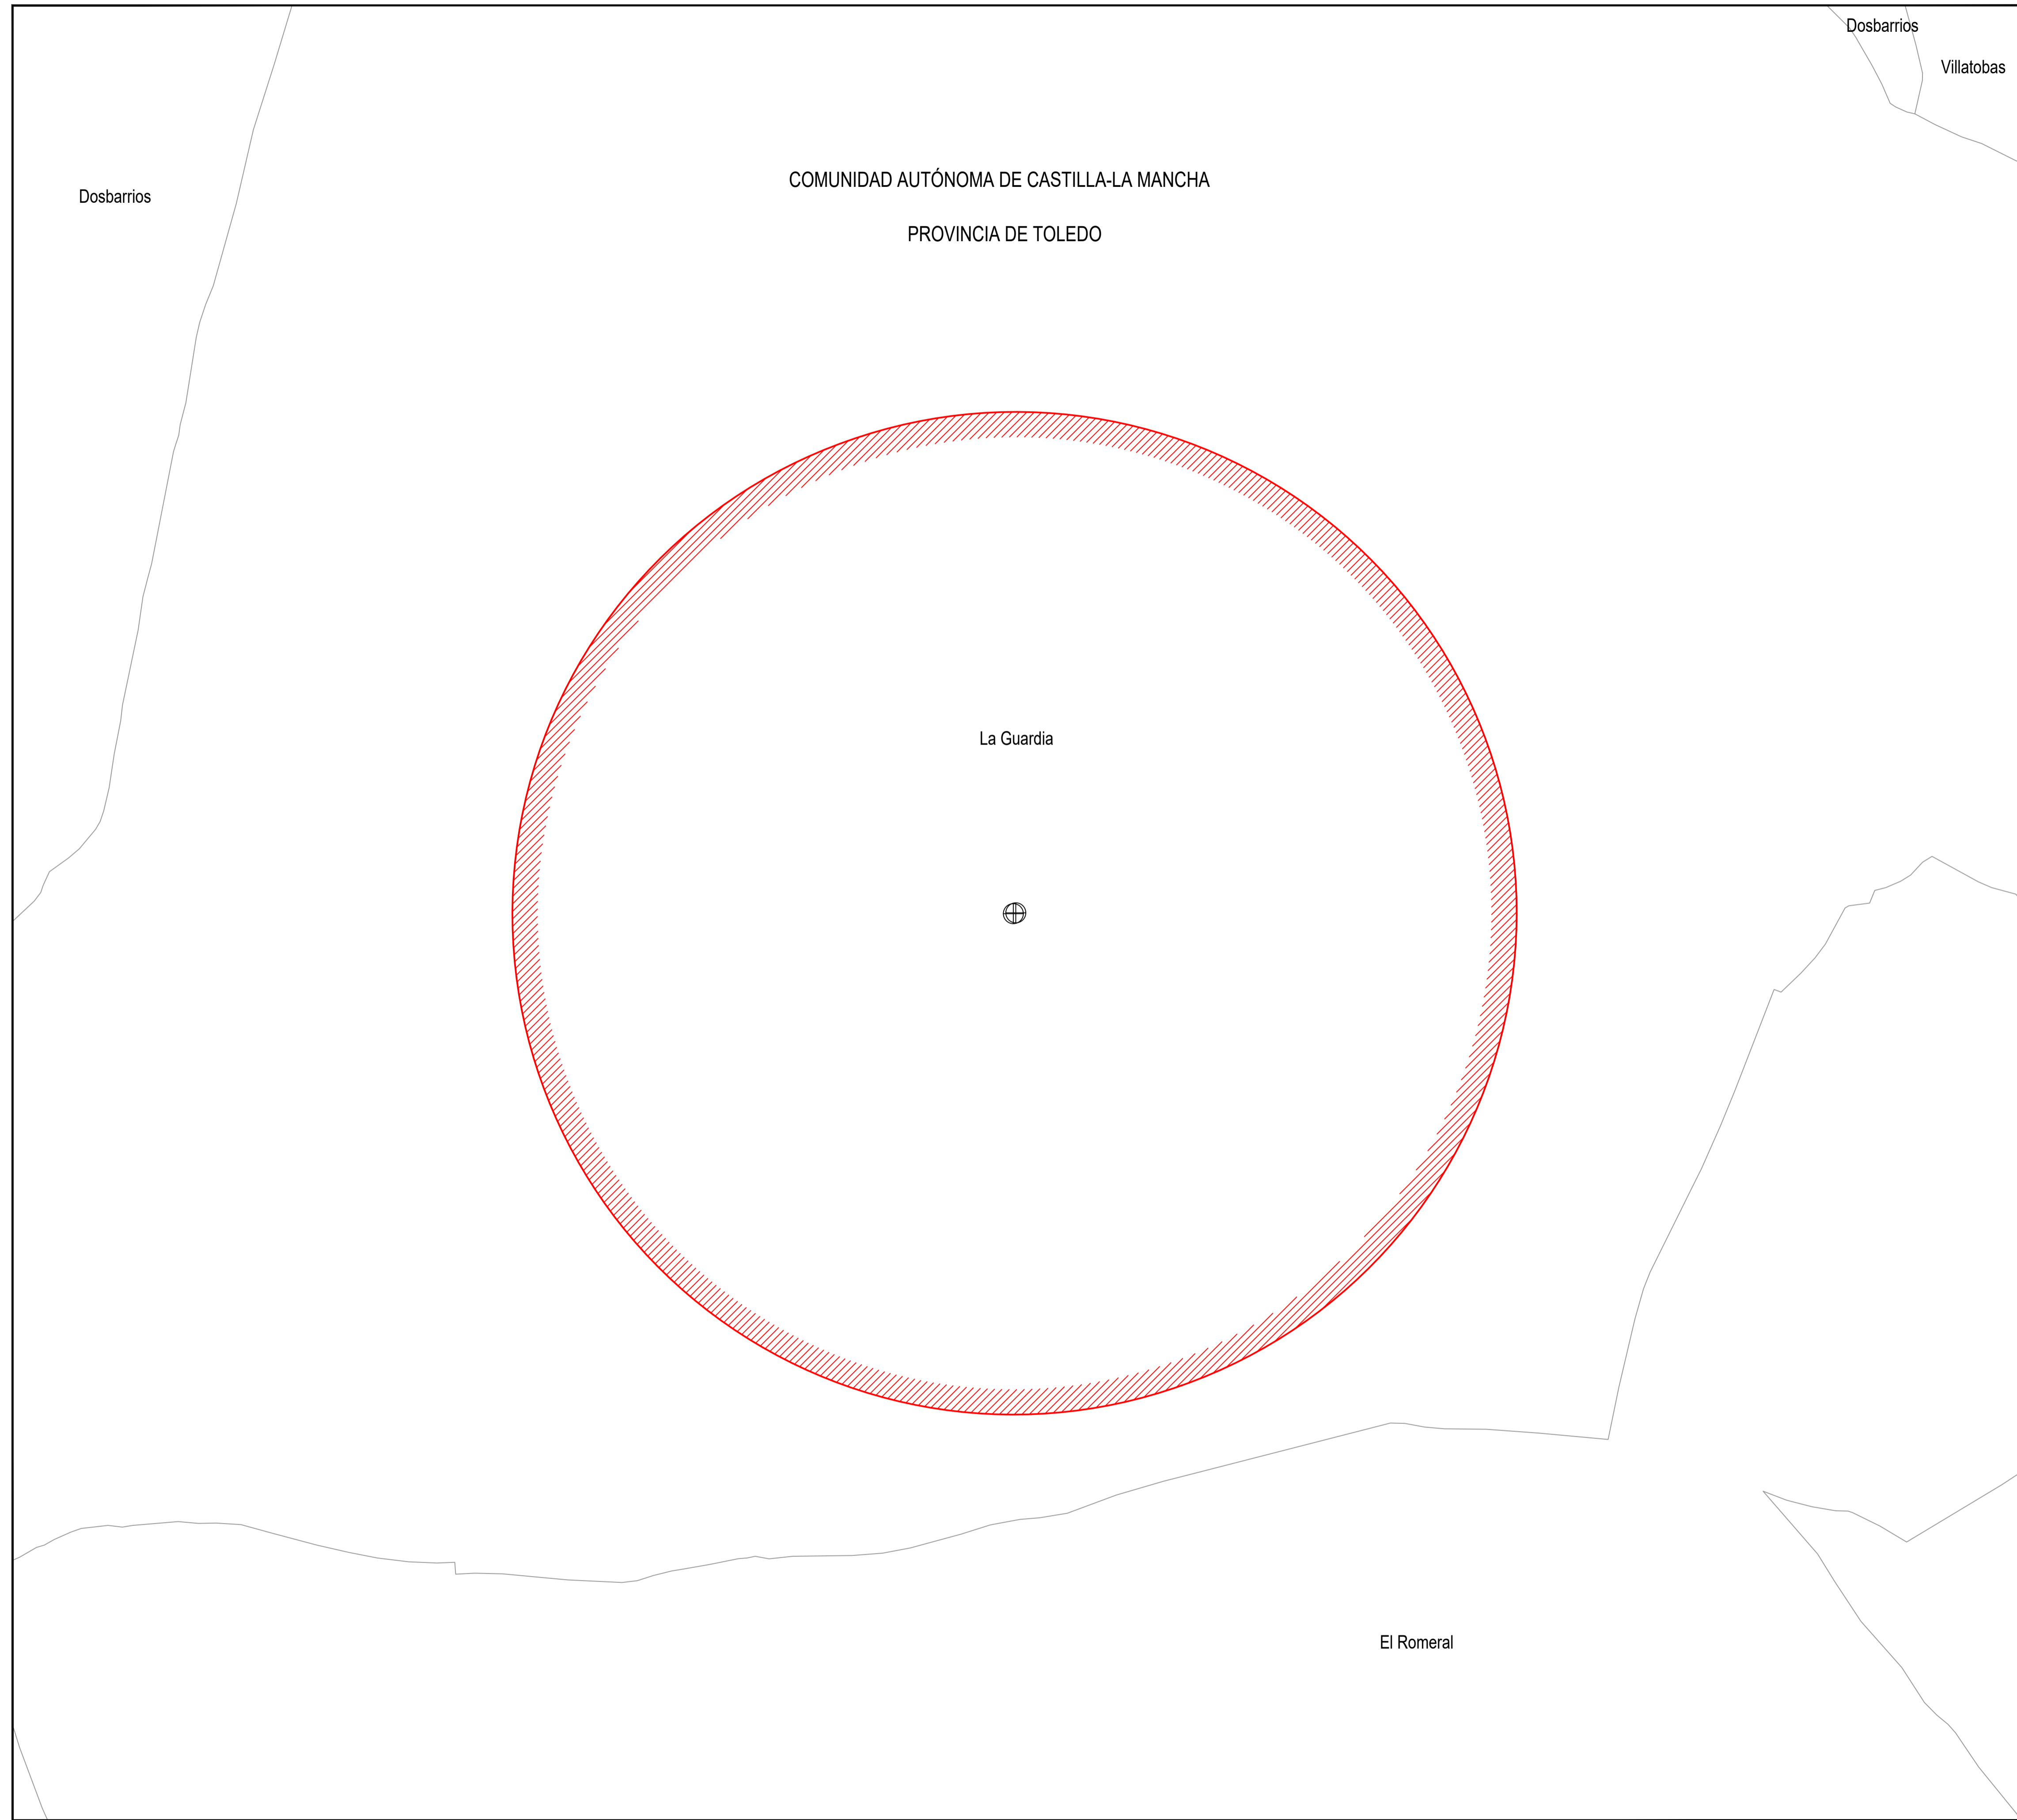 Dosbarrios
Villatobas
COMUNIDAD AUTÓNOMA DE CASTILLA-LA MANCHA
Dosbarrios
PROVINCIA DE TOLEDO
La Guardia
El Romeral